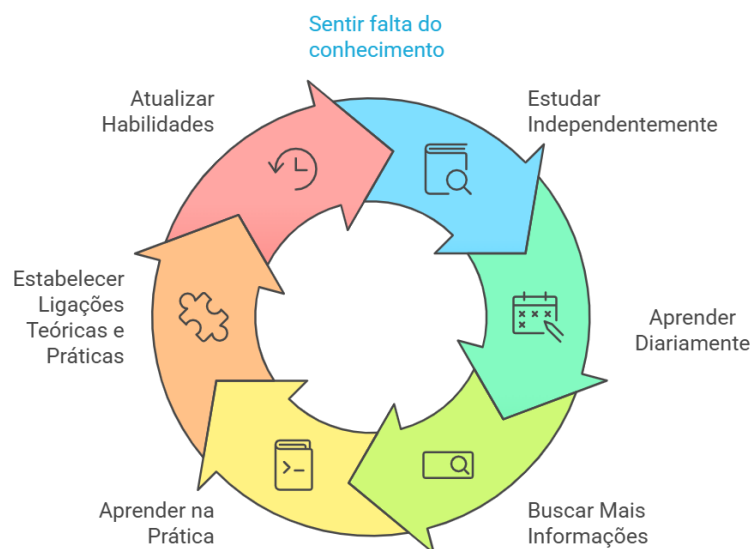 Sentir falta do
conhecimento
Estudar
Independentemente
Aprender
Diariamente
Buscar Mais
Informações
Aprender na
Prática
Estabelecer
Ligações
Teóricas e
Práticas
Atualizar
Habilidades